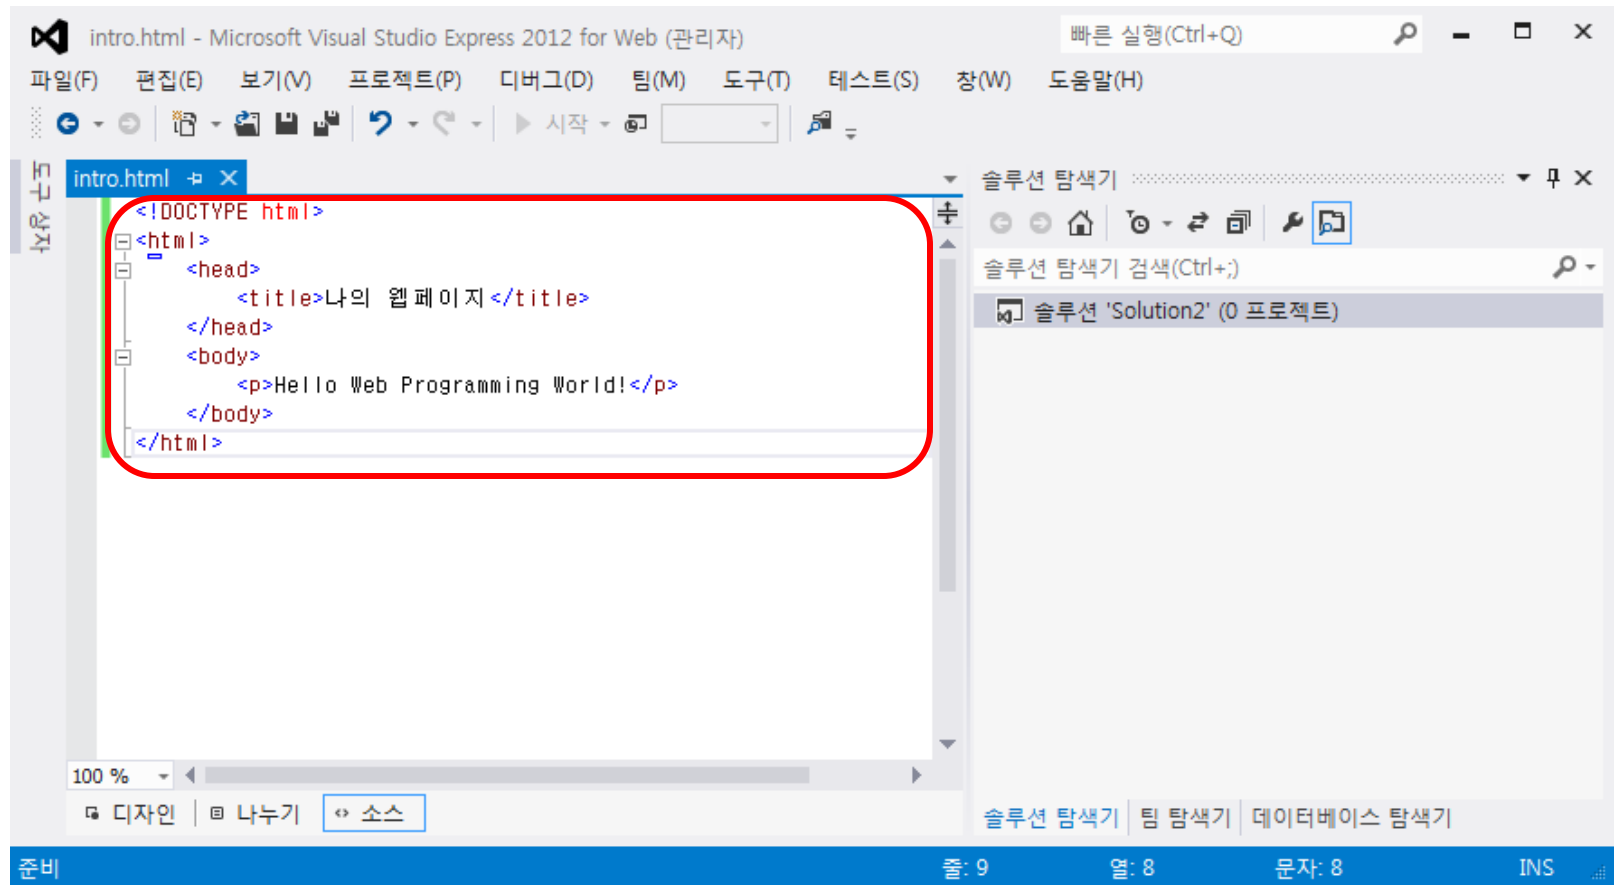 intro.html - Microsoft Visual Studio Express 2012 for Web (관리자)
빠른 실행(Ctrl+Q)
파일(F) 편집(E) 보기(V) 프로젝트(P) 디버그(D) 팀(M) 도구(T) 테스트(S) 창(W) 도움말(H)
시작
도구 상자
intro.html
<!DOCTYPE html>
<html>
<head>
<title>나의 웹페이지</title>
</head>
<body>
<p>Hello Web Programming World!</p>
</body>
</html>
100 %
디자인 나누기 소스
솔루션 탐색기
솔루션 탐색기 검색(Ctrl+;)
솔루션 'Solution2' (0 프로젝트)
솔루션 탐색기 팀 탐색기 데이터베이스 탐색기
준비 줄: 9 열: 8 문자: 8 INS